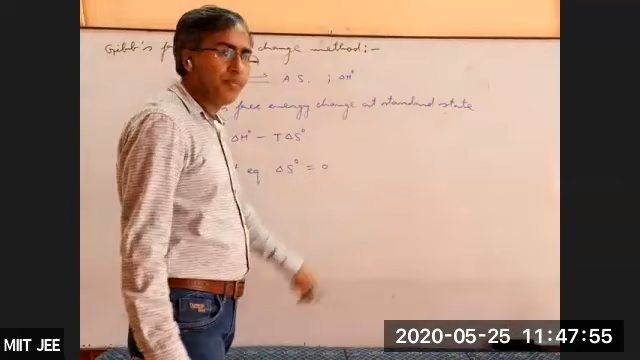 Gibb's change method:-
⇌ A.S. ; ΔH°
free energy change at standard state
ΔH° - TΔS°
eq ΔS° = 0
MIIT JEE
2020-05-25 11:47:55